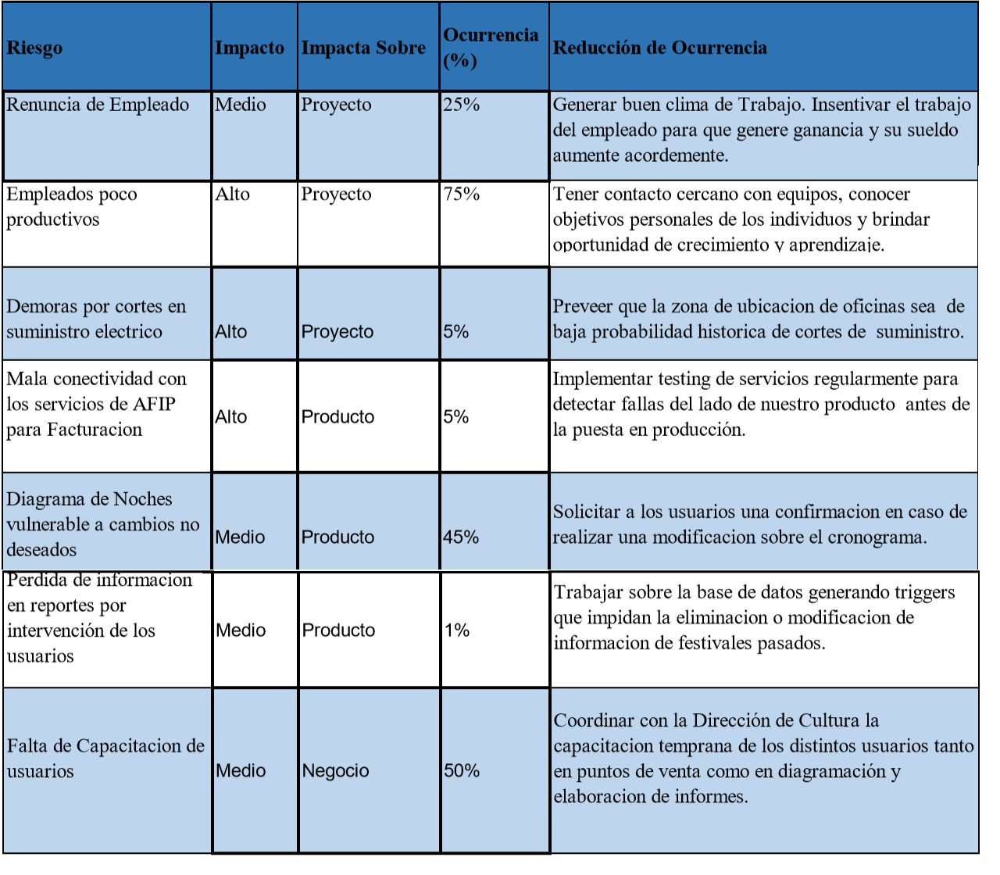 Riesgo
Impacto
Impacta Sobre
Ocurrencia
(%)
Reducción de Ocurrencia
Renuncia de Empleado
Medio
Proyecto
25%
Generar buen clima de Trabajo. Insentivar el trabajo
del empleado para que genere ganancia y su sueldo
aumente acordemente.
Empleados poco
productivos
Alto
Proyecto
75%
Tener contacto cercano con equipos, conocer
objetivos personales de los individuos y brindar
oportunidad de crecimiento y aprendizaje.
Demoras por cortes en
suministro electrico
Alto
Proyecto
5%
Preveer que la zona de ubicacion de oficinas sea  de
baja probabilidad historica de cortes de  suministro.
Mala conectividad con
los servicios de AFIP
para Facturacion
Alto
Producto
5%
Implementar testing de servicios regularmente para
detectar fallas del lado de nuestro producto  antes de
la puesta en producción.
Diagrama de Noches
vulnerable a cambios no
deseados
Medio
Producto
45%
Solicitar a los usuarios una confirmacion en caso de
realizar una modificacion sobre el cronograma.
Perdida de informacion
en reportes por
intervención de los
usuarios
Medio
Producto
1%
Trabajar sobre la base de datos generando triggers
que impidan la eliminacion o modificacion de
informacion de festivales pasados.
Falta de Capacitacion de
usuarios
Medio
Negocio
50%
Coordinar con la Dirección de Cultura la
capacitacion temprana de los distintos usuarios tanto
en puntos de venta como en diagramación y
elaboracion de informes.